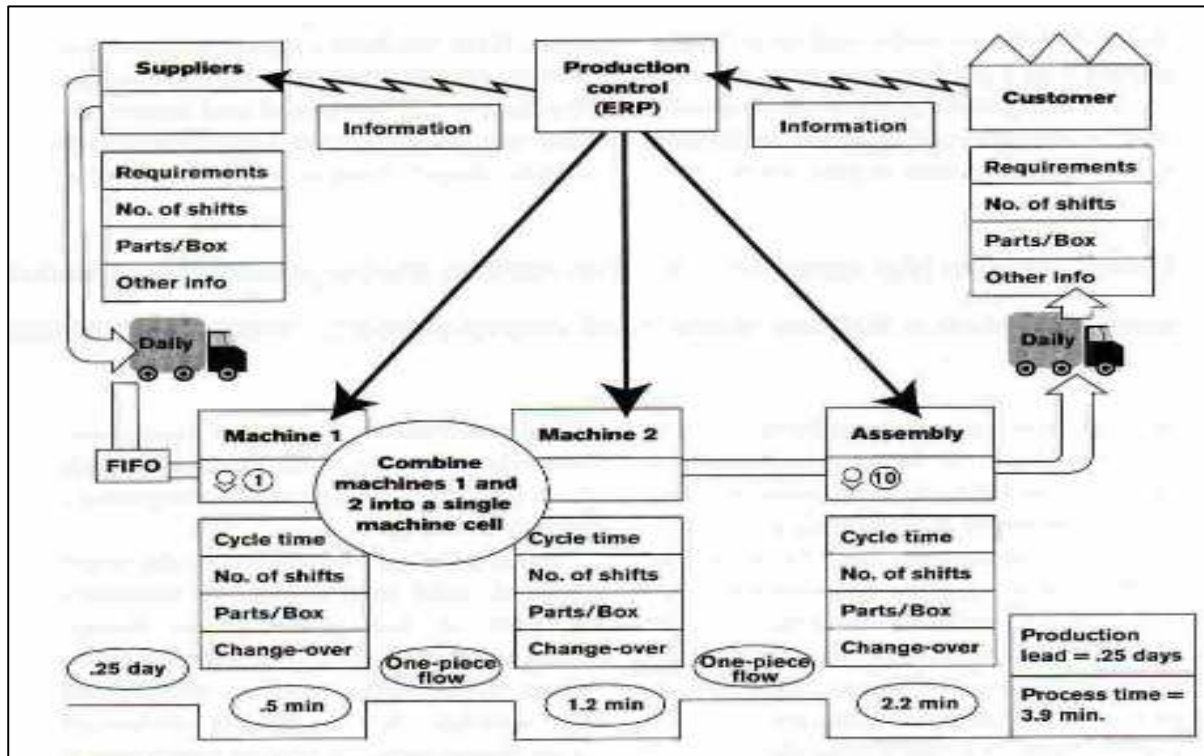 Suppliers
Production
control
(ERP)
Customer
Information
Information
Requirements
No. of shifts
Parts/Box
Other info
Requirements
No. of shifts
Parts/Box
Other info
Daily
Daily
FIFO
Machine 1
1
Combine
machines 1 and
2 into a single
machine cell
Machine 2
Assembly
10
Cycle time
No. of shifts
Parts/Box
Change-over
Cycle time
No. of shifts
Parts/Box
Change-over
Cycle time
No. of shifts
Parts/Box
Change-over
.25 day
One-piece
flow
One-piece
flow
.5 min
1.2 min
2.2 min
Production
lead = .25 days
Process time =
3.9 min.